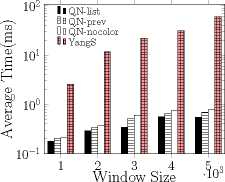 10^2
10^1
10^0
10^−1
Average Time(ms)
QN-list
QN-prev
QN-nocolor
YangS
1 2 3 4 5
·10^3
Window Size